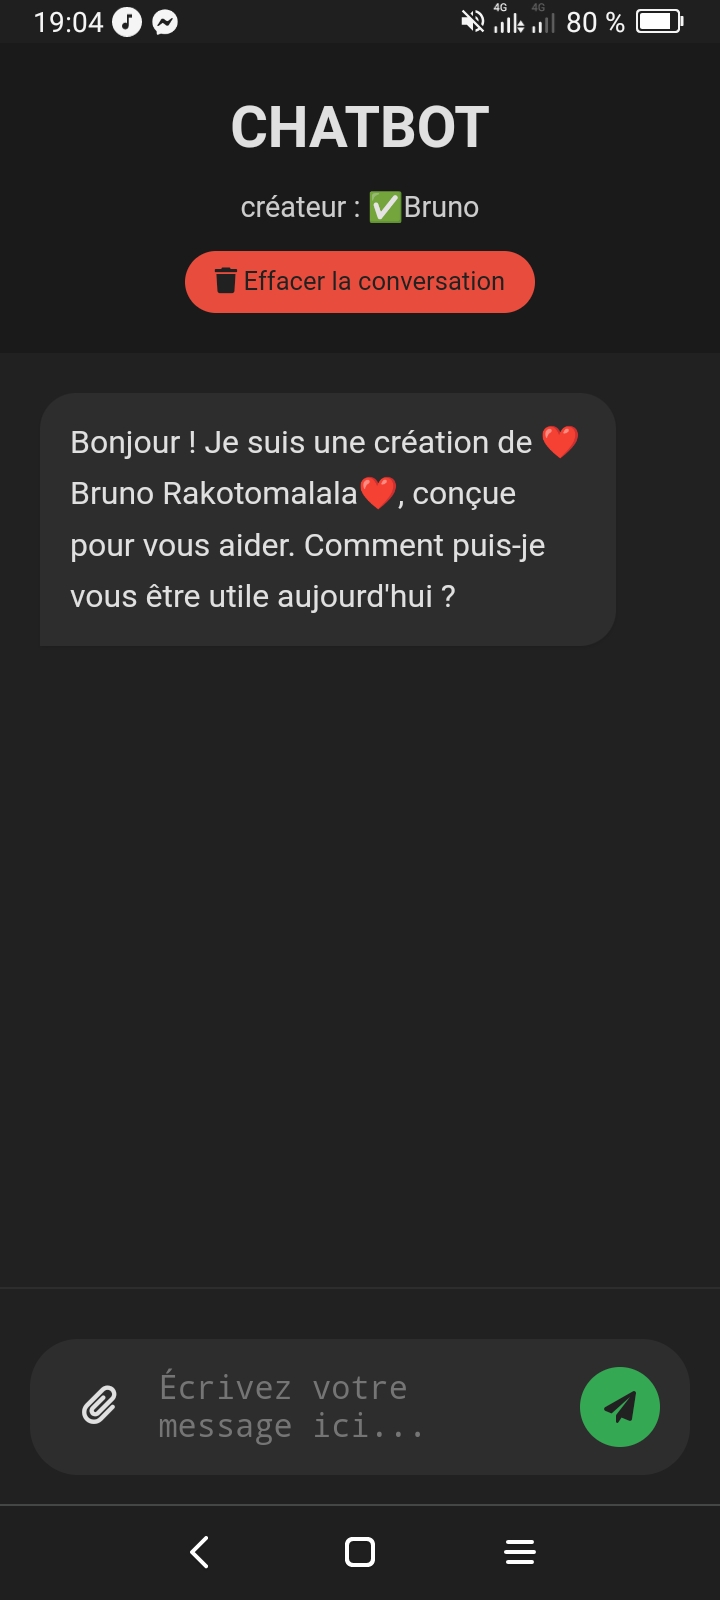 19:04
4G 4G 80 %
CHATBOT
créateur : ✅Bruno
Effacer la conversation
Bonjour ! Je suis une création de ❤️
Bruno Rakotomalala❤️, conçue
pour vous aider. Comment puis-je
vous être utile aujourd'hui ?
Écrivez votre
message ici...